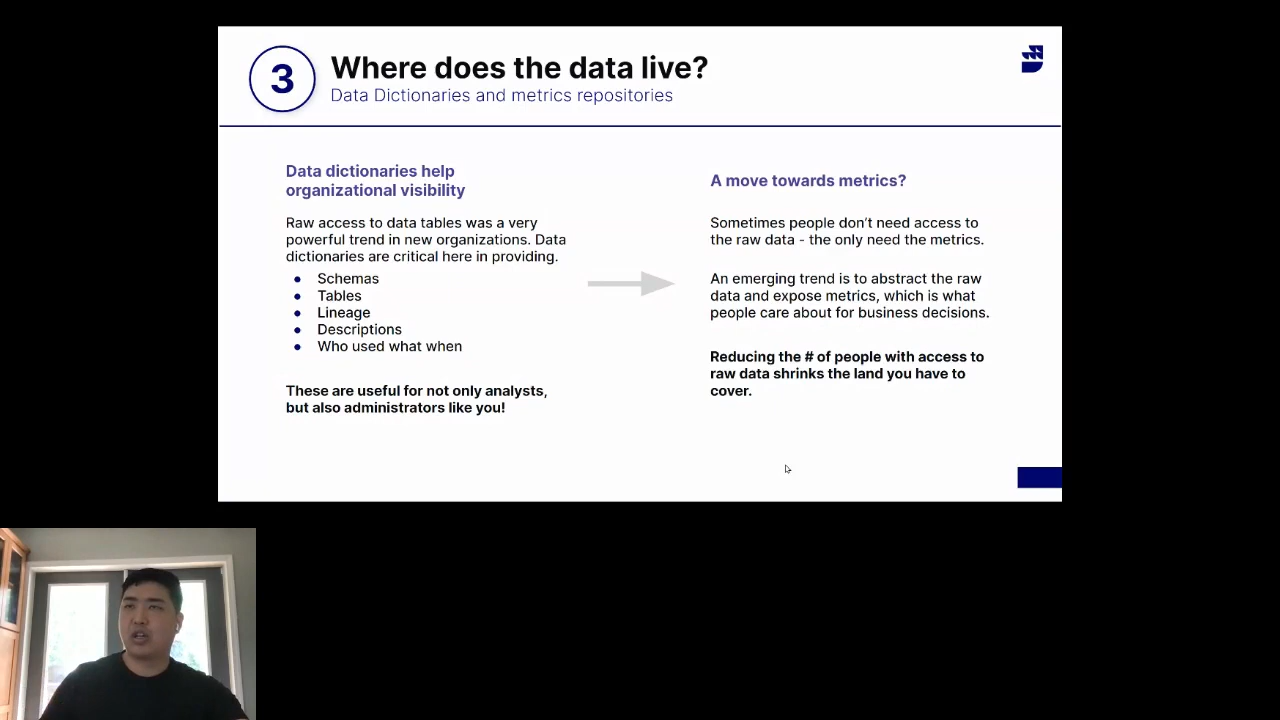 3
Where does the data live?
Data Dictionaries and metrics repositories
Data dictionaries help
organizational visibility
Raw access to data tables was a very
powerful trend in new organizations. Data
dictionaries are critical here in providing.
● Schemas
● Tables
● Lineage
● Descriptions
● Who used what when
These are useful for not only analysts,
but also administrators like you!
A move towards metrics?
Sometimes people don’t need access to
the raw data - the only need the metrics.
An emerging trend is to abstract the raw
data and expose metrics, which is what
people care about for business decisions.
Reducing the # of people with access to
raw data shrinks the land you have to
cover.